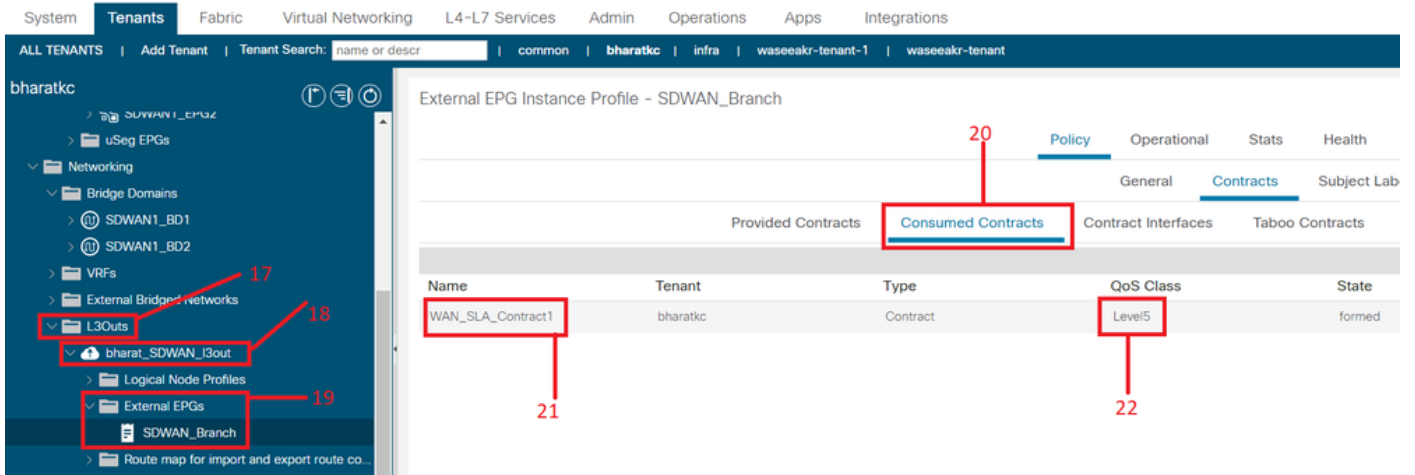 System Tenants Fabric Virtual Networking L4-L7 Services Admin Operations Apps Integrations
ALL TENANTS | Add Tenant | Tenant Search: name or descr | common | bharatkc | infra | waseeakr-tenant-1 | waseeakr-tenant
bharatkc
SDWAN1_EPG2
uSeg EPGs
Networking
Bridge Domains
SDWAN1_BD1
SDWAN1_BD2
VRFs
17
External Bridged Networks
18
L3Outs
bharat_SDWAN_l3out
Logical Node Profiles
External EPGs
19
SDWAN_Branch
Route map for import and export route co...
External EPG Instance Profile - SDWAN_Branch
20
Policy Operational Stats Health
General Contracts Subject Lab
Provided Contracts Consumed Contracts Contract Interfaces Taboo Contracts
Name Tenant Type QoS Class State
WAN_SLA_Contract1 bharatkc Contract Level5 formed
21
22